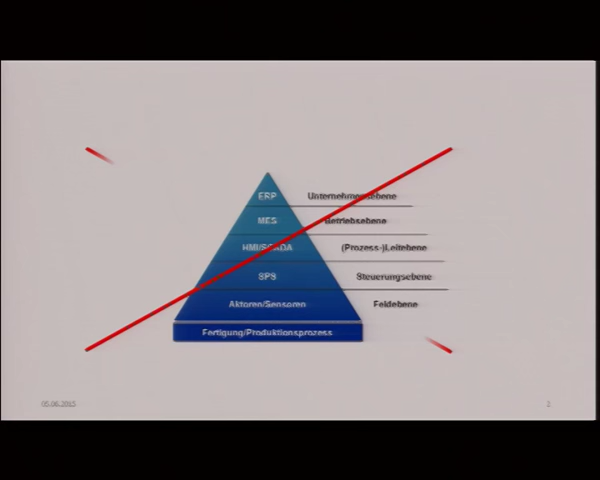 ERP Unternehmensebene
MES Betriebsebene
HMI/SCADA (Prozess-)Leitebene
SPS Steuerungsebene
Aktoren/Sensoren Feldebene
Fertigung/Produktionsprozess
05.06.2015